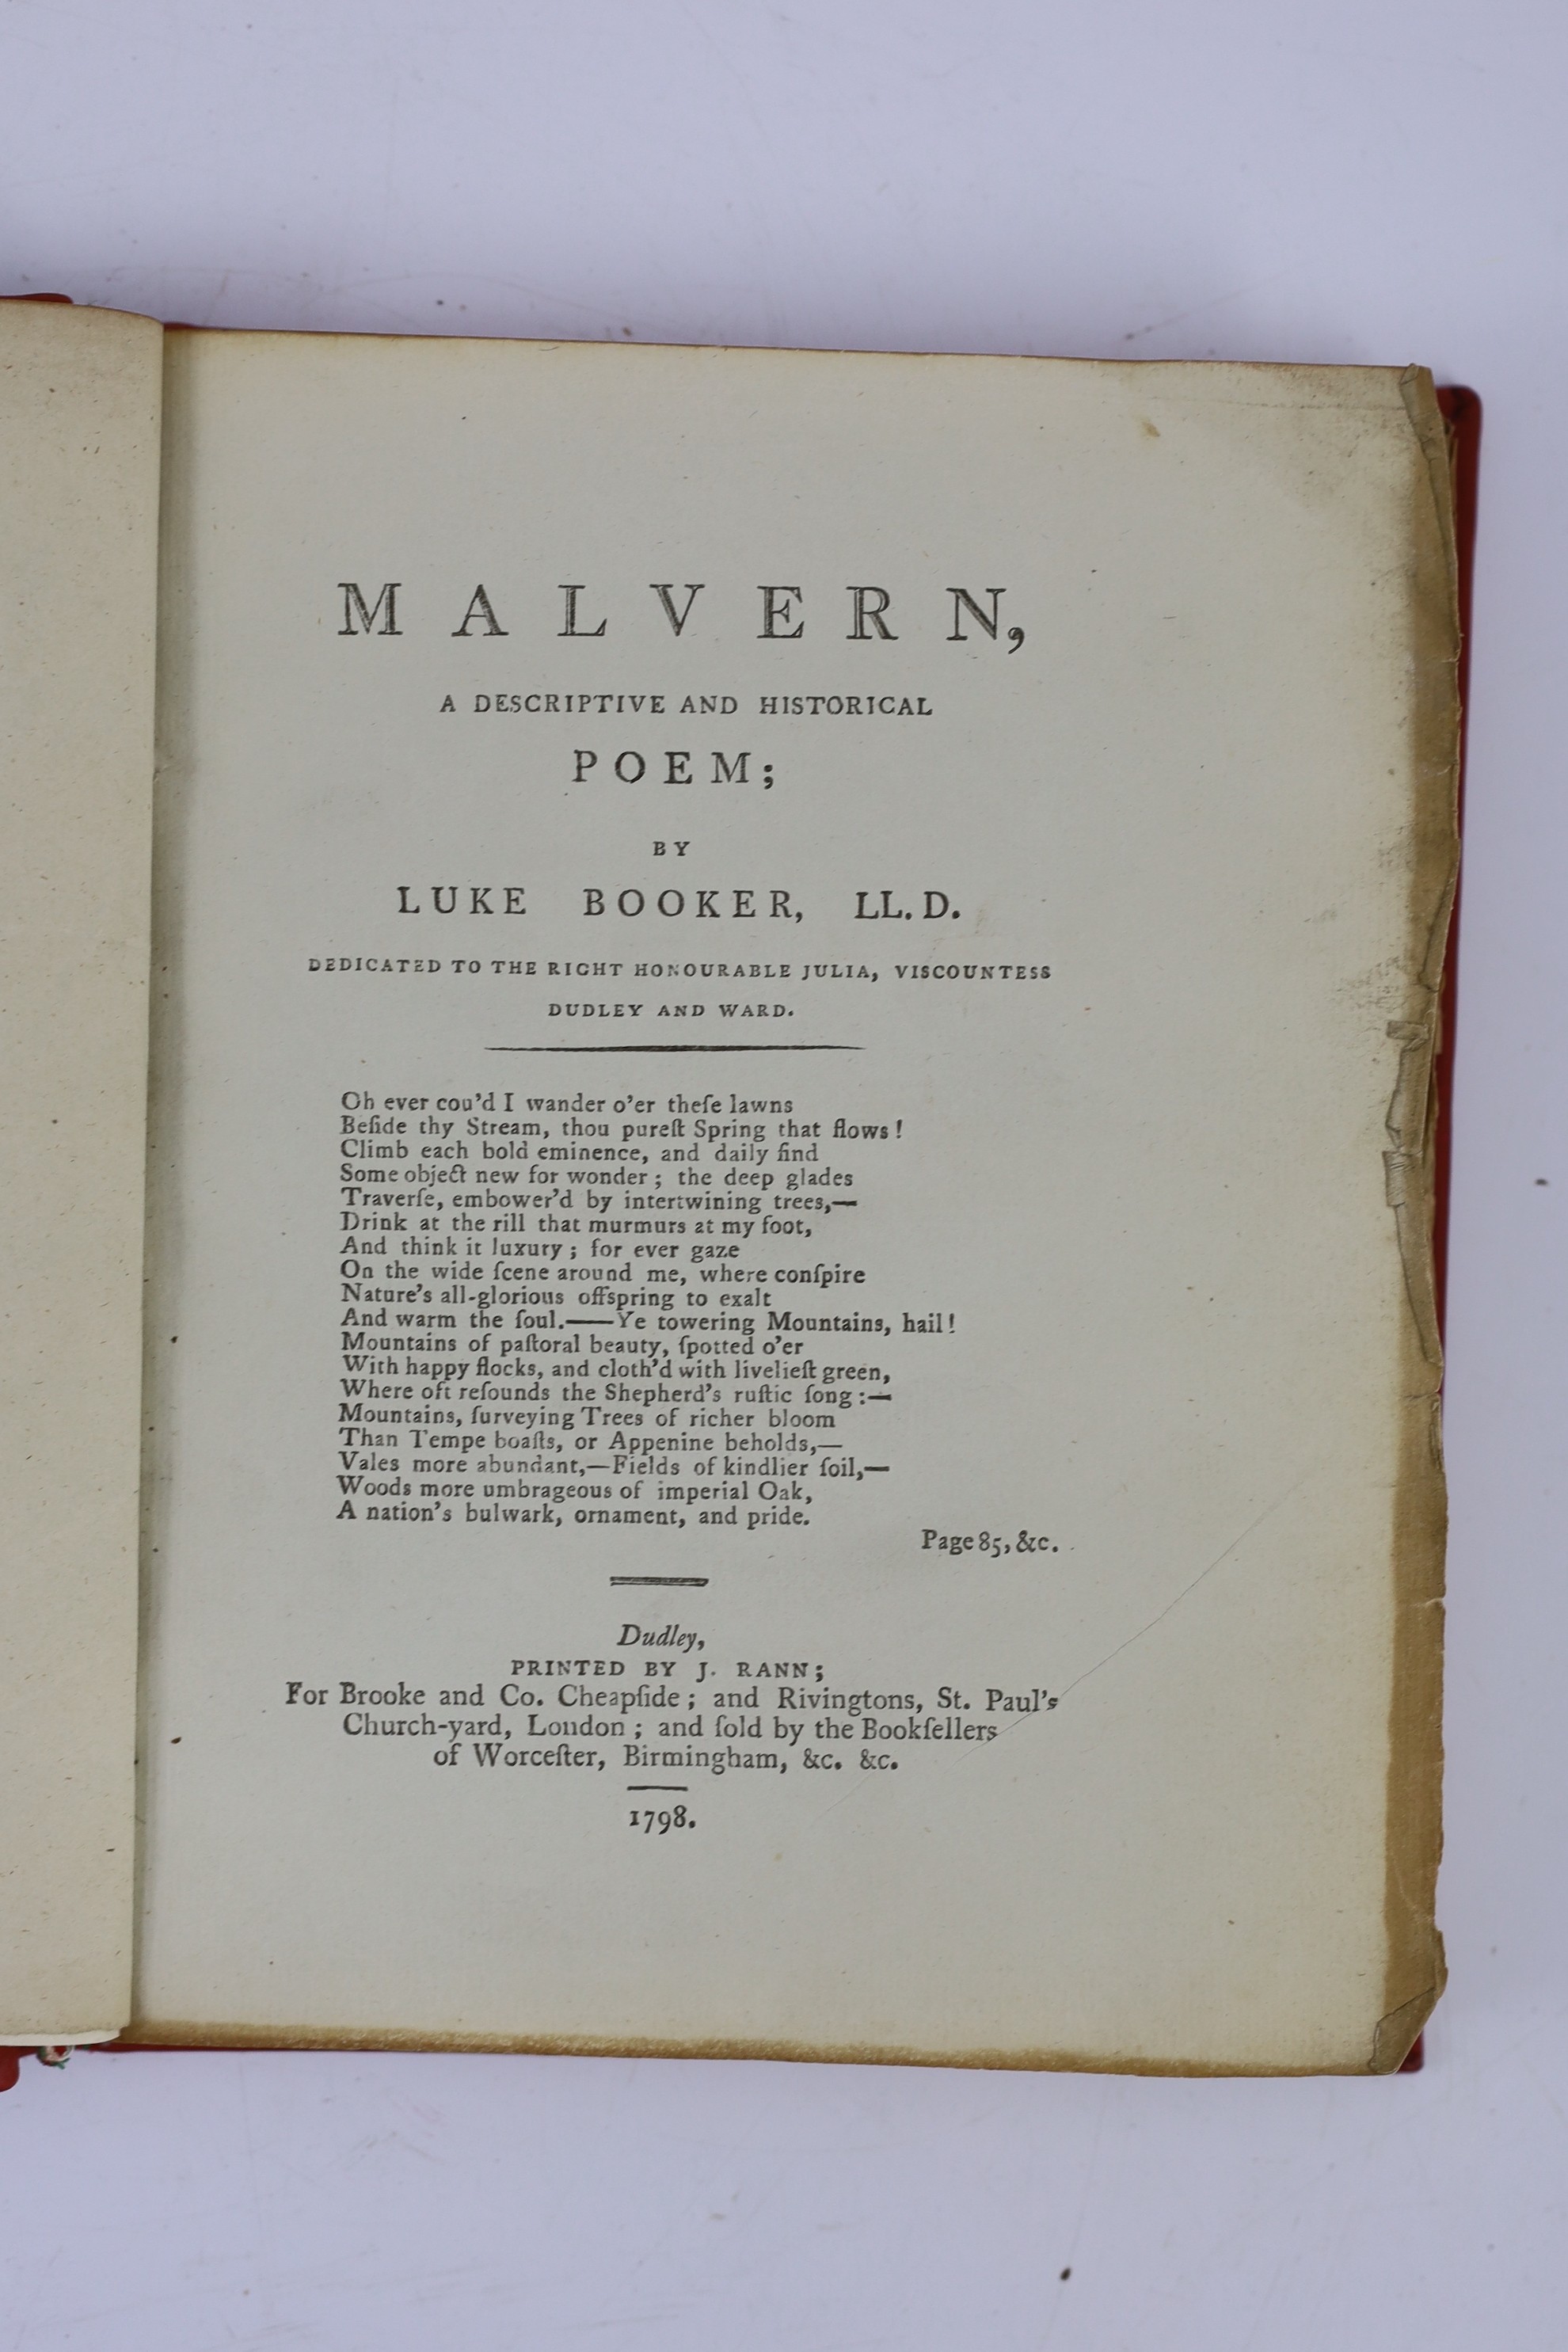 MALVERN,
A DESCRIPTIVE AND HISTORICAL
POEM;
BY
LUKE BOOKER, LL. D.
DEDICATED TO THE RIGHT HONOURABLE JULIA, VISCOUNTESS
DUDLEY AND WARD.
Oh ever cou'd I wander o'er theſe lawns
Beſide thy Stream, thou pureſt Spring that flows!
Climb each bold eminence, and daily find
Some object new for wonder; the deep glades
Traverſe, embower'd by intertwining trees,—
Drink at the rill that murmurs at my foot,
And think it luxury; for ever gaze
On the wide ſcene around me, where conſpire
Nature's all-glorious offspring to exalt
And warm the ſoul.——Ye towering Mountains, hail!
Mountains of paſtoral beauty, ſpotted o'er
With happy flocks, and cloth'd with livelieſt green,
Where oft reſounds the Shepherd's ruſtic ſong:—
Mountains, ſurveying Trees of richer bloom
Than Tempe boaſts, or Appenine beholds,—
Vales more abundant,—Fields of kindlier ſoil,—
Woods more umbrageous of imperial Oak,
A nation's bulwark, ornament, and pride.
Page 85, &c.
Dudley,
PRINTED BY J. RANN;
For Brooke and Co. Cheapſide; and Rivingtons, St. Paul's
Church-yard, London; and ſold by the Bookſellers
of Worceſter, Birmingham, &c. &c.
1798.